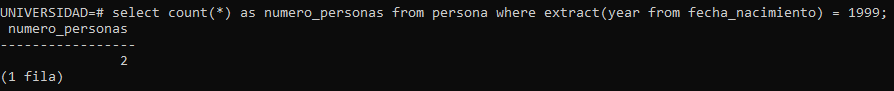 UNIVERSIDAD=# select count(*) as numero_personas from persona where extract(year from fecha_nacimiento) = 1999;
numero_personas
-----------------
2
(1 fila)